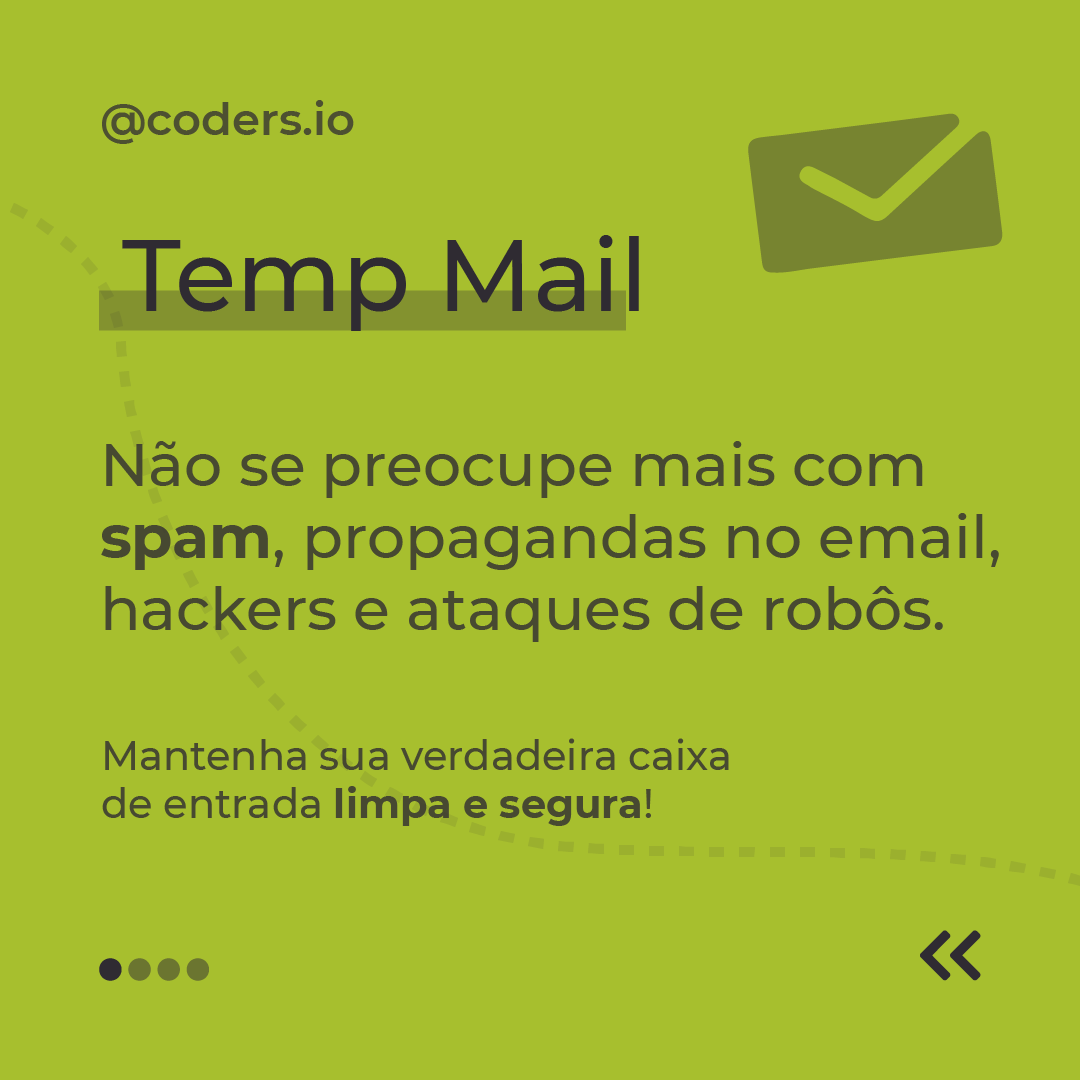 @coders.io
Temp Mail
Não se preocupe mais com
spam, propagandas no email,
hackers e ataques de robôs.
Mantenha sua verdadeira caixa
de entrada limpa e segura!